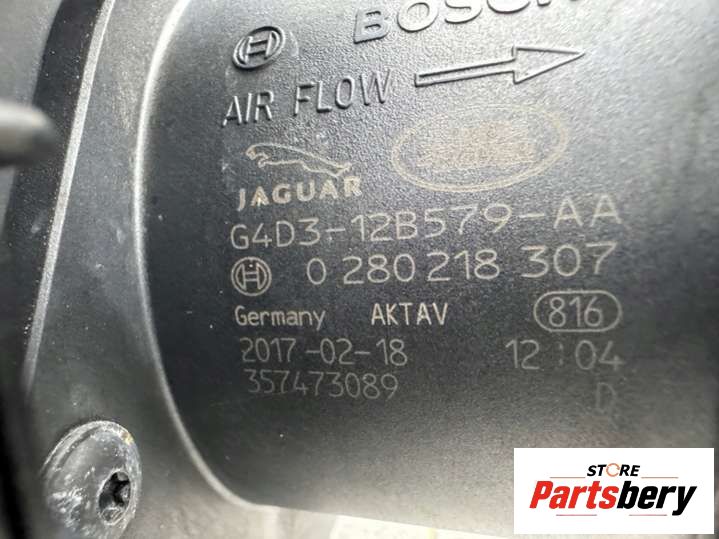 BOSCH
AIR FLOW
JAGUAR
G4D3-12B579-AA
0 280 218 307
Germany AKTAV 816
2017-02-18 12:04
357473089
D
STORE
Partsbery